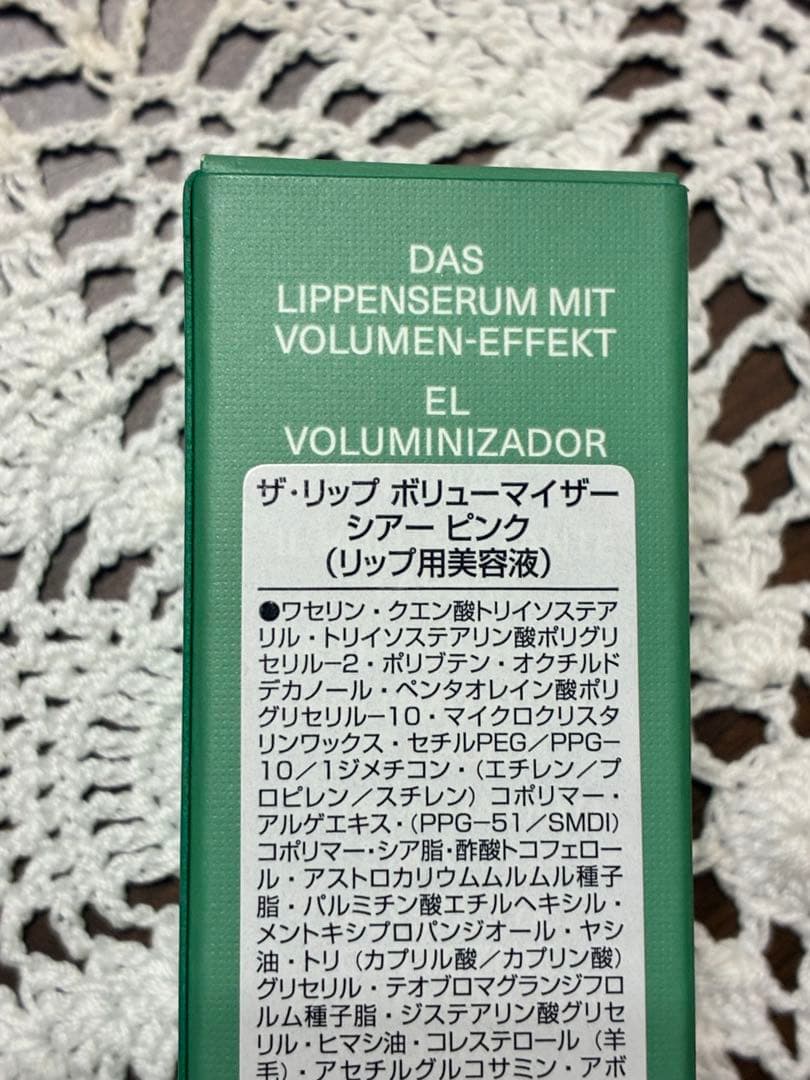 DAS
LIPPENSERUM MIT
VOLUMEN-EFFEKT
EL
VOLUMINIZADOR
ザ・リップ ボリューマイザー
シアー ピンク
（リップ用美容液）
●ワセリン・クエン酸トリイソステア
リル・トリイソステアリン酸ポリグリ
セリル−2・ポリブテン・オクチルド
デカノール・ペンタオレイン酸ポリ
グリセリル−10・マイクロクリスタ
リンワックス・セチルPEG／PPG−
10／1ジメチコン・（エチレン／プ
ロピレン／スチレン）コポリマー・
アルゲエキス・（PPG−51／SMDI）
コポリマー・シア脂・酢酸トコフェロー
ル・アストロカリウムムルムル種子
脂・パルミチン酸エチルヘキシル・
メントキシプロパンジオール・ヤシ
油・トリ（カプリル酸／カプリン酸）
グリセリル・テオブロマグランジフロ
ルム種子脂・ジステアリン酸グリセ
リル・ヒマシ油・コレステロール（羊
毛）・アセチルグルコサミン・アボ